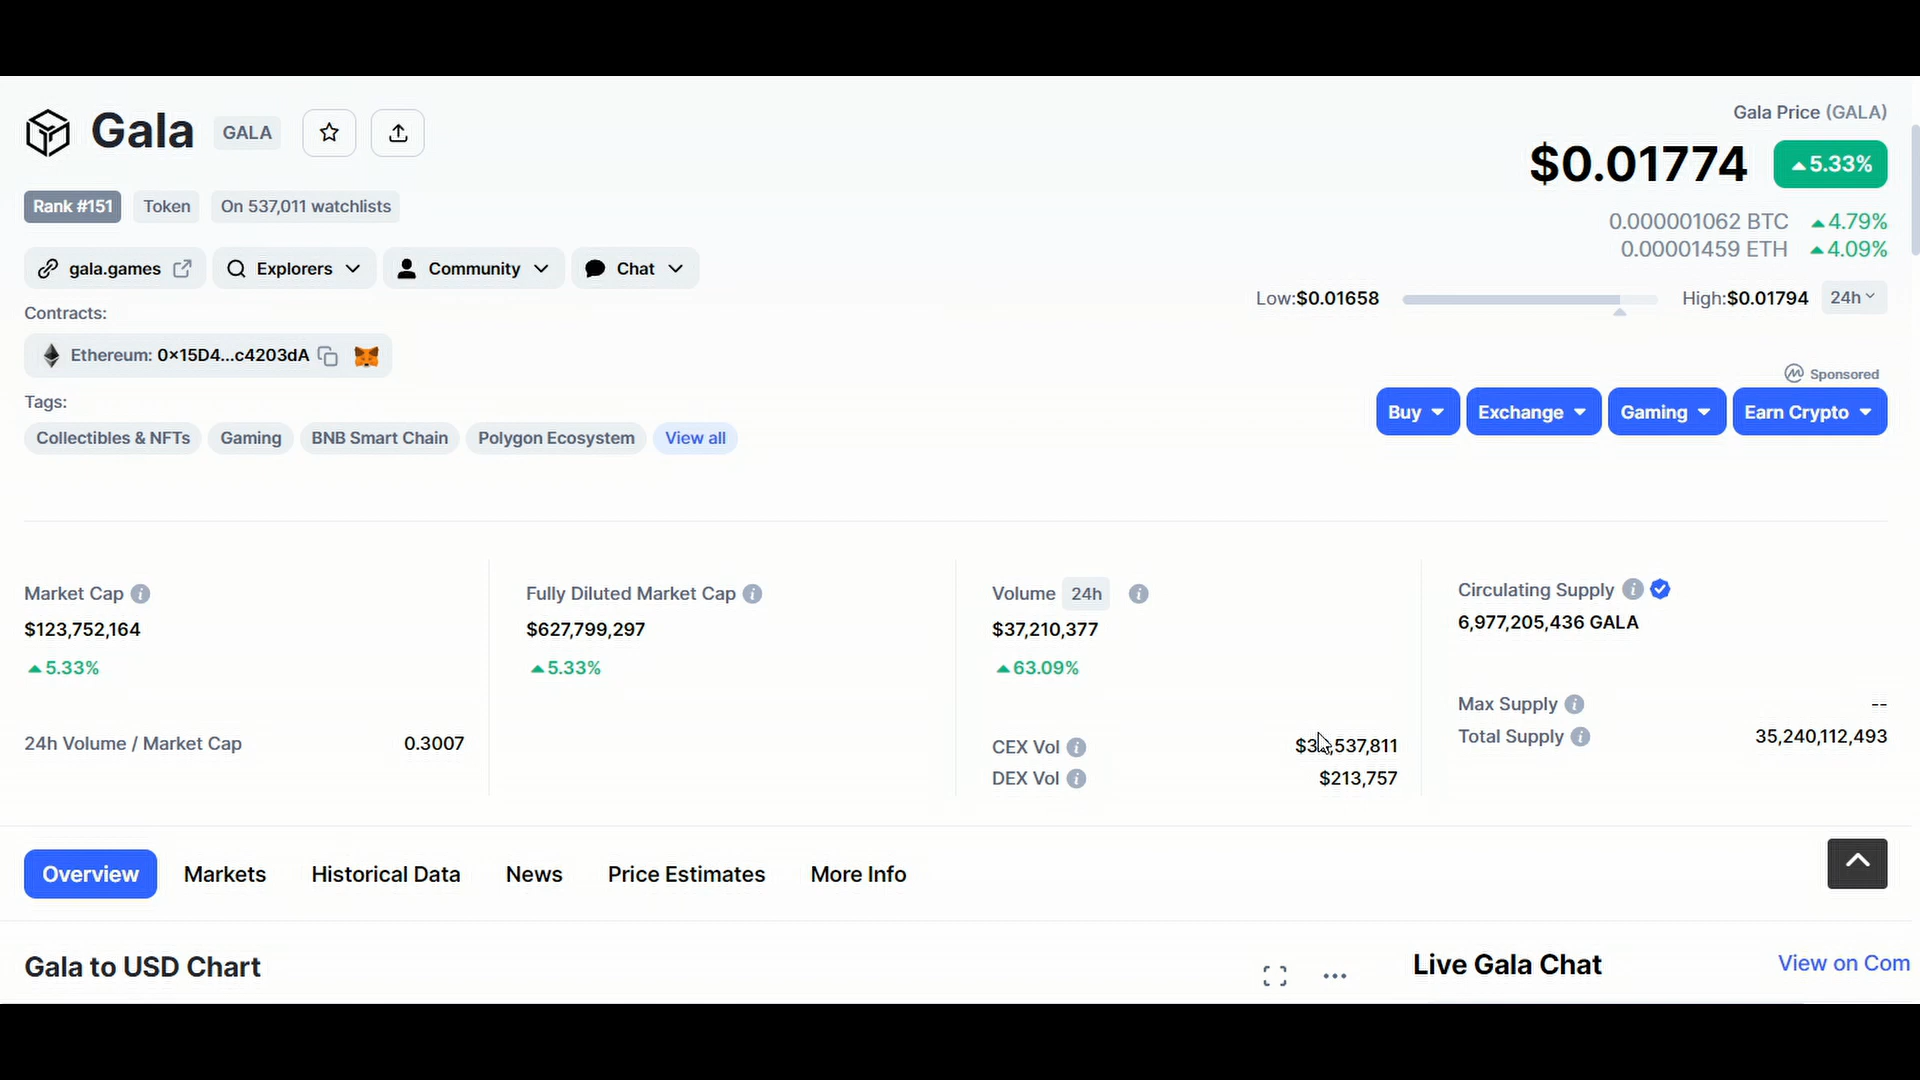 Gala GALA
Gala Price (GALA)
$0.01774 5.33%
Rank #151 Token On 537,011 watchlists
0.000001062 BTC 4.79%
0.00001459 ETH 4.09%
gala.games Explorers Community Chat
Low:$0.01658 High:$0.01794 24h
Contracts:
Ethereum: 0×15D4...c4203dA
Sponsored
Tags:
Buy Exchange Gaming Earn Crypto
Collectibles & NFTs Gaming BNB Smart Chain Polygon Ecosystem View all
Market Cap
$123,752,164
5.33%
24h Volume / Market Cap 0.3007
Fully Diluted Market Cap
$627,799,297
5.33%
Volume 24h
$37,210,377
63.09%
CEX Vol
DEX Vol $213,757
Circulating Supply
6,977,205,436 GALA
Max Supply --
Total Supply 35,240,112,493
Overview Markets Historical Data News Price Estimates More Info
Gala to USD Chart
Live Gala Chat View on Com